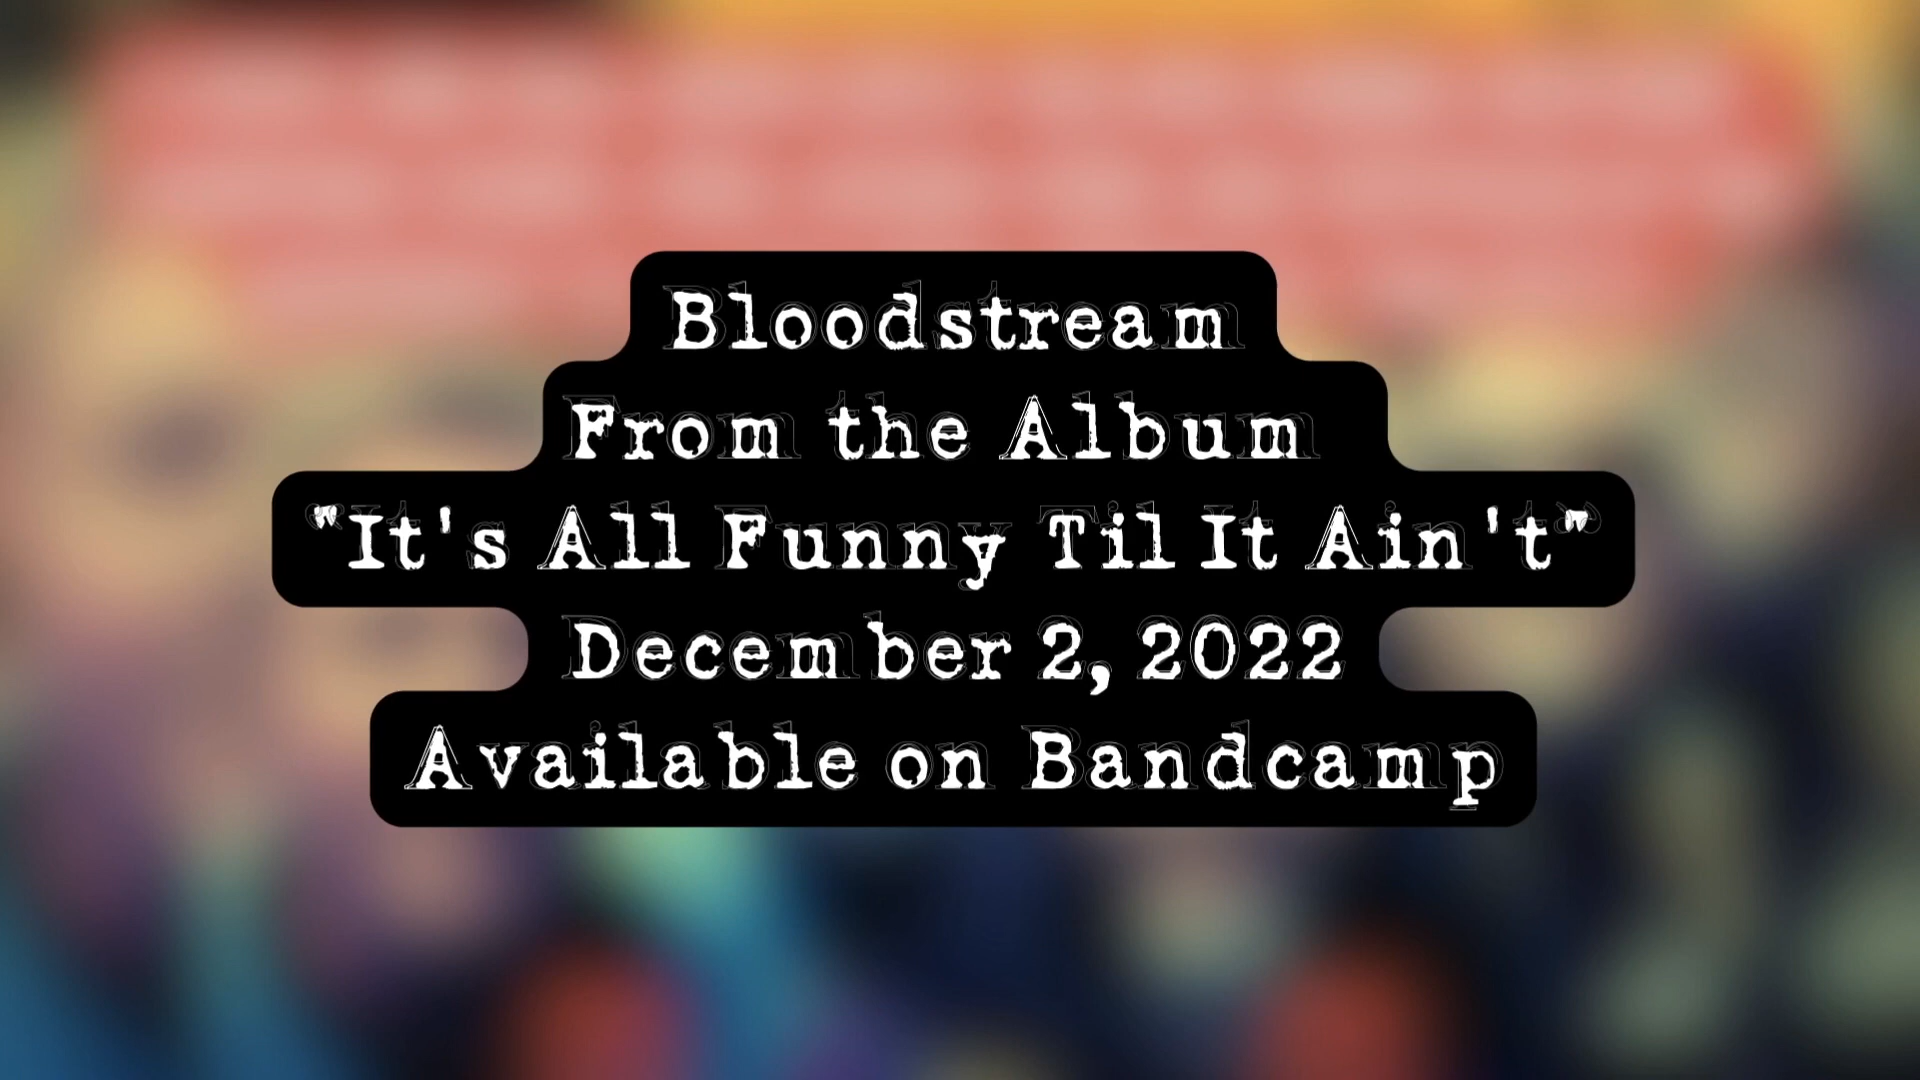 Bloodstream
From the Album
"It's All Funny Til It Ain't"
December 2, 2022
Available on Bandcamp